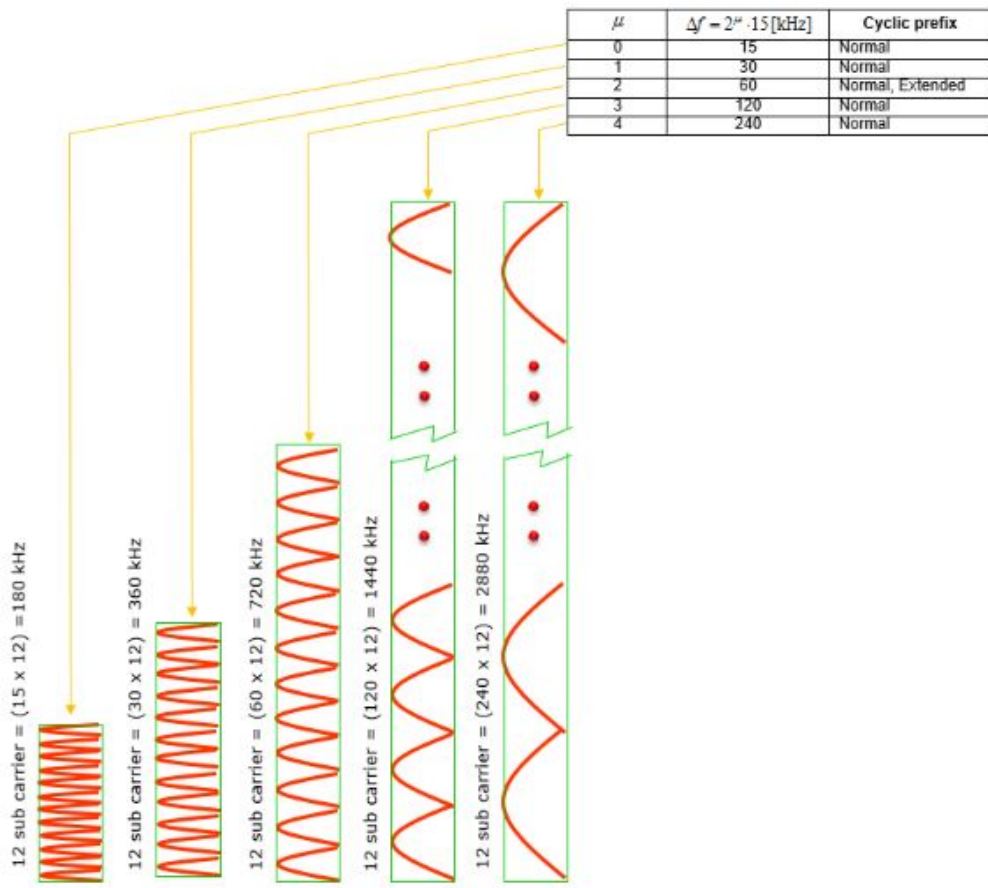 μ Δf = 2^μ · 15 [kHz] Cyclic prefix
0 15 Normal
1 30 Normal
2 60 Normal, Extended
3 120 Normal
4 240 Normal
12 sub carrier = (15 x 12) =180 kHz
12 sub carrier = (30 x 12) = 360 kHz
12 sub carrier = (60 x 12) = 720 kHz
12 sub carrier = (120 x 12) = 1440 kHz
12 sub carrier = (240 x 12) = 2880 kHz